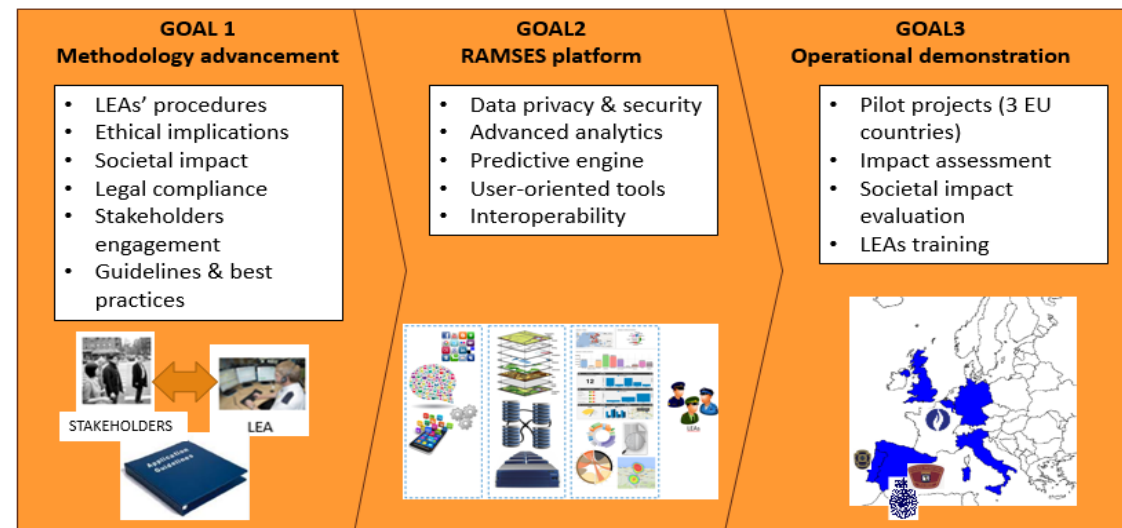 GOAL 1
Methodology advancement
• LEAs' procedures
• Ethical implications
• Societal impact
• Legal compliance
• Stakeholders
engagement
• Guidelines & best
practices
STAKEHOLDERS
LEA
Application
Guidelines
GOAL2
RAMSES platform
• Data privacy & security
• Advanced analytics
• Predictive engine
• User-oriented tools
• Interoperability
12
LEAs
GOAL3
Operational demonstration
• Pilot projects (3 EU
countries)
• Impact assessment
• Societal impact
evaluation
• LEAs training